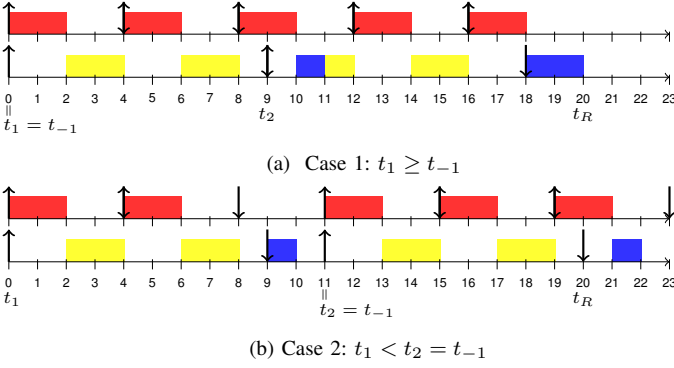 0 1 2 3 4 5 6 7 8 9 10 11 12 13 14 15 16 17 18 19 20 21 22 23
=
t₁ = t₋₁ t₂ t_R
(a) Case 1: t₁ ≥ t₋₁
0 1 2 3 4 5 6 7 8 9 10 11 12 13 14 15 16 17 18 19 20 21 22 23
=
t₁ t₂ = t₋₁ t_R
(b) Case 2: t₁ < t₂ = t₋₁